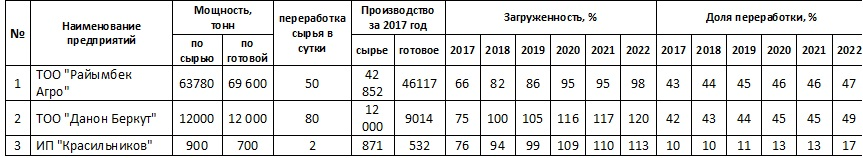 № Наименование предприятий Мощность, тонн переработка сырья в сутки Производство за 2017 год Загруженность, % Доля переработки, %
по сырью по готовой сырье готовое 2017 2018 2019 2020 2021 2022 2017 2018 2019 2020 2021 2022
1 ТОО "Райымбек Агро" 63780 69 600 50 42 852 46117 66 82 86 95 95 98 43 44 45 46 46 47
2 ТОО "Данон Беркут" 12000 12 000 80 12 000 9014 75 100 105 116 117 120 42 43 44 45 45 49
3 ИП "Красильников" 900 700 2 871 532 76 94 99 109 110 113 10 10 11 13 13 17